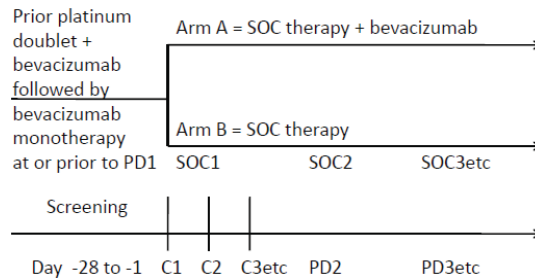 Prior platinum
doublet +
bevacizumab
followed by
bevacizumab
monotherapy
at or prior to PD1
Arm A = SOC therapy + bevacizumab
Arm B = SOC therapy
SOC1 SOC2 SOC3etc
Screening
Day -28 to -1 C1 C2 C3etc PD2 PD3etc